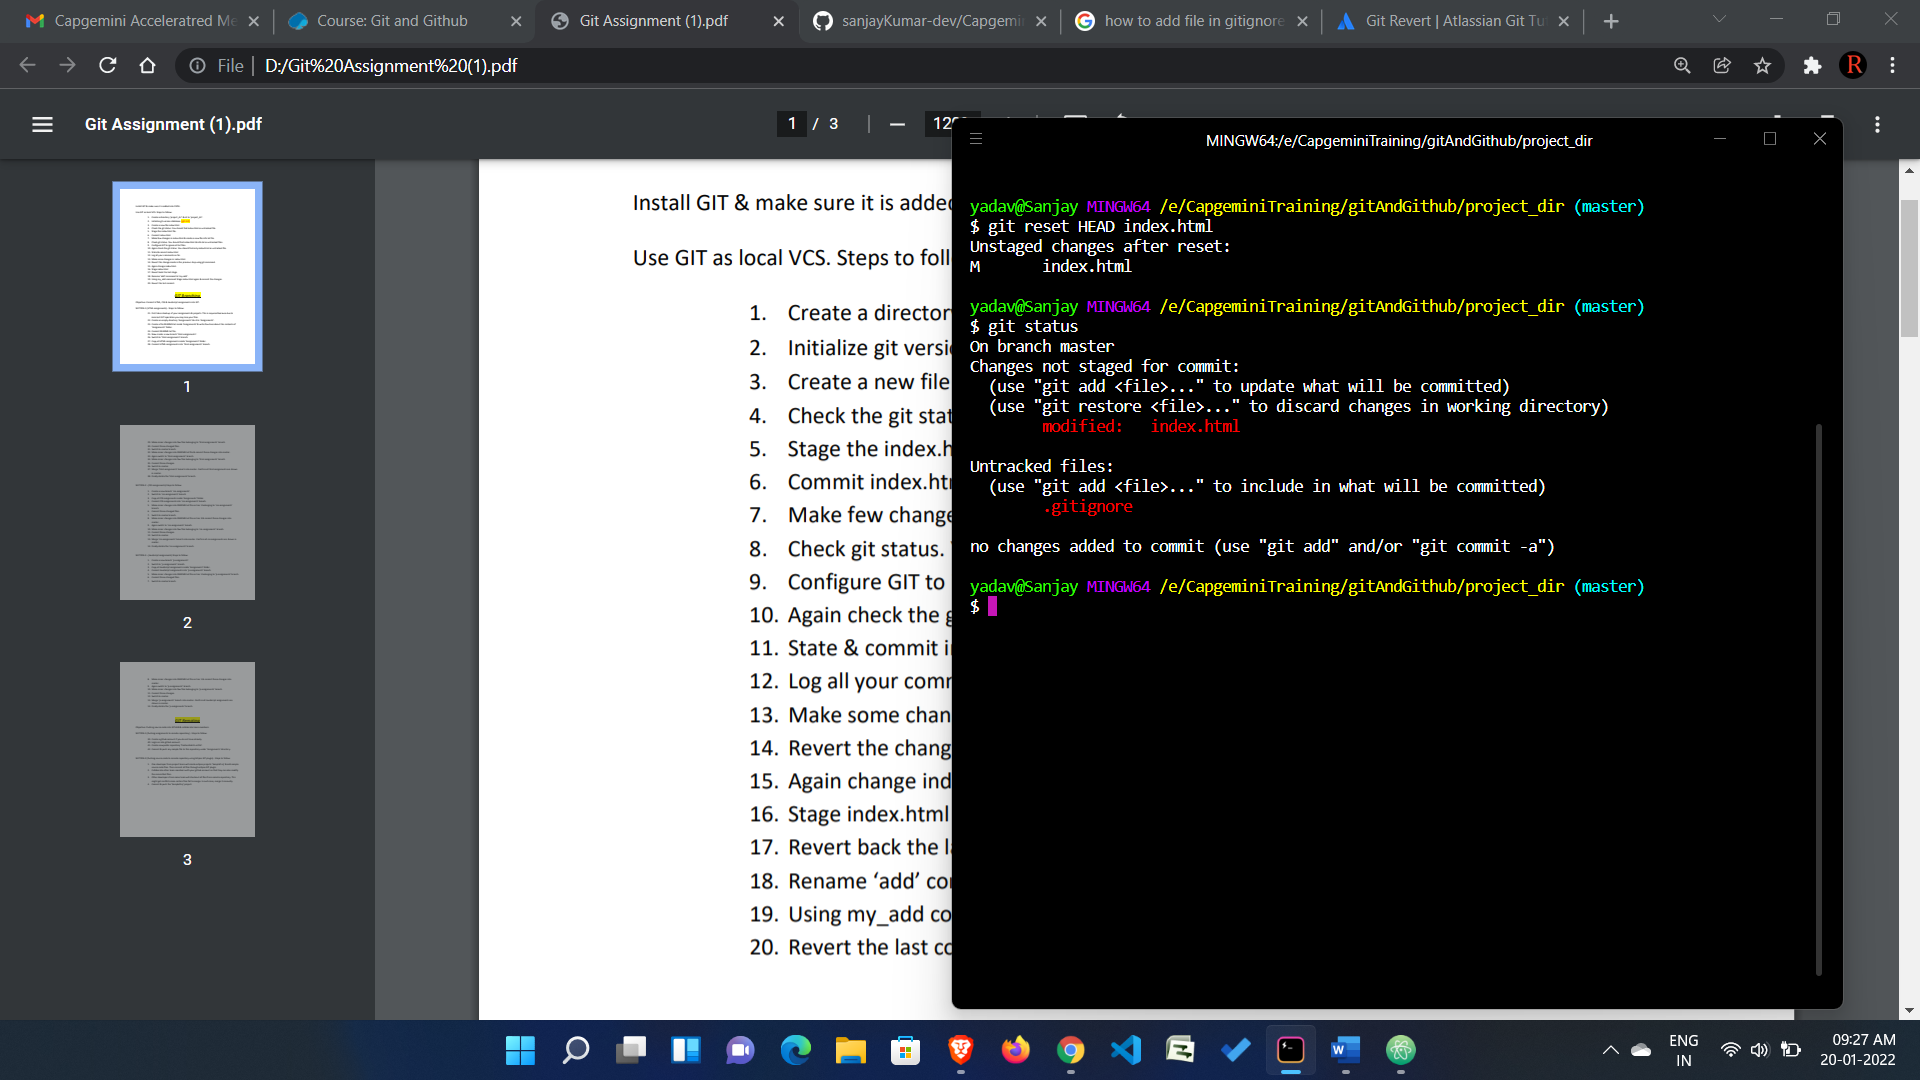 Capgemini Acceleratred Me
Course: Git and Github
Git Assignment (1).pdf
sanjayKumar-dev/Capgemin
how to add file in gitignore
Git Revert | Atlassian Git Tut
File
D:/Git%20Assignment%20(1).pdf
R
Git Assignment (1).pdf
1 / 3
MINGW64:/e/CapgeminiTraining/gitAndGithub/project_dir
1
2
3
Install GIT & make sure it is added
Use GIT as local VCS. Steps to foll
1. Create a director
2. Initialize git versi
3. Create a new file
4. Check the git stat
5. Stage the index.h
6. Commit index.ht
7. Make few change
8. Check git status.
9. Configure GIT to
10. Again check the g
11. State & commit i
12. Log all your comm
13. Make some chan
14. Revert the chang
15. Again change ind
16. Stage index.html
17. Revert back the la
18. Rename ‘add’ co
19. Using my_add co
20. Revert the last co
yadav@Sanjay MINGW64 /e/CapgeminiTraining/gitAndGithub/project_dir (master)
$ git reset HEAD index.html
Unstaged changes after reset:
M index.html
yadav@Sanjay MINGW64 /e/CapgeminiTraining/gitAndGithub/project_dir (master)
$ git status
On branch master
Changes not staged for commit:
(use "git add <file>..." to update what will be committed)
(use "git restore <file>..." to discard changes in working directory)
modified: index.html
Untracked files:
(use "git add <file>..." to include in what will be committed)
.gitignore
no changes added to commit (use "git add" and/or "git commit -a")
yadav@Sanjay MINGW64 /e/CapgeminiTraining/gitAndGithub/project_dir (master)
$
ENG
IN
09:27 AM
20-01-2022